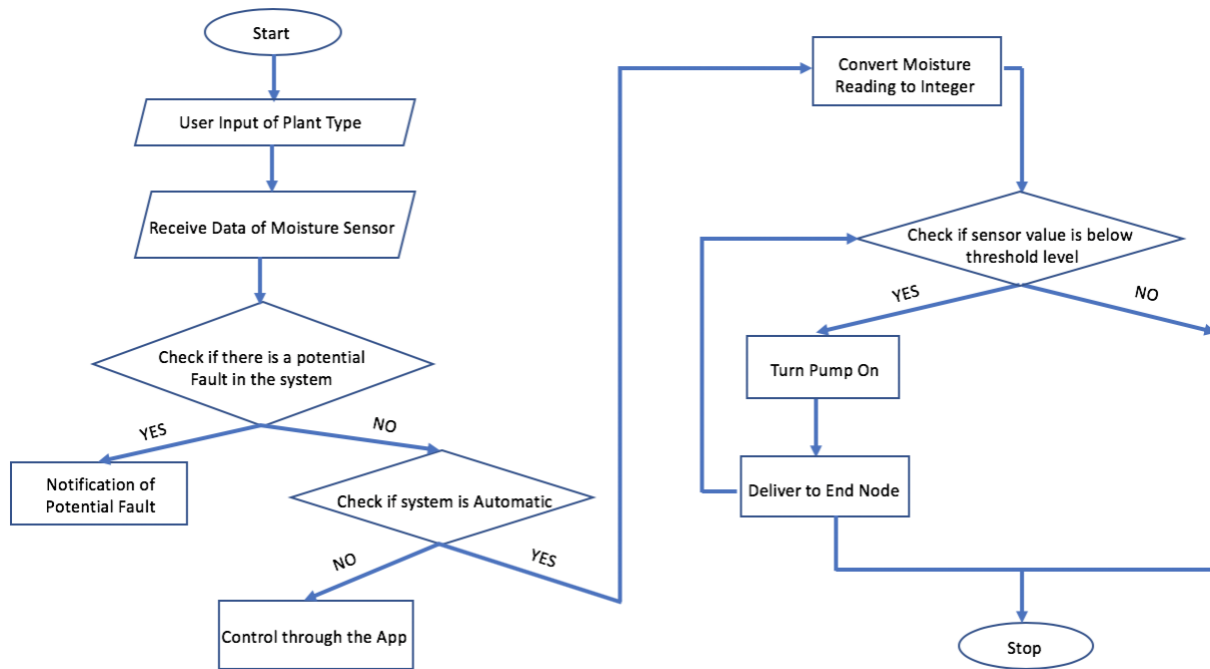 Start
User Input of Plant Type
Receive Data of Moisture Sensor
Check if there is a potential
Fault in the system
YES
NO
Notification of
Potential Fault
Check if system is Automatic
NO
YES
Control through the App
Convert Moisture
Reading to Integer
Check if sensor value is below
threshold level
YES
NO
Turn Pump On
Deliver to End Node
Stop